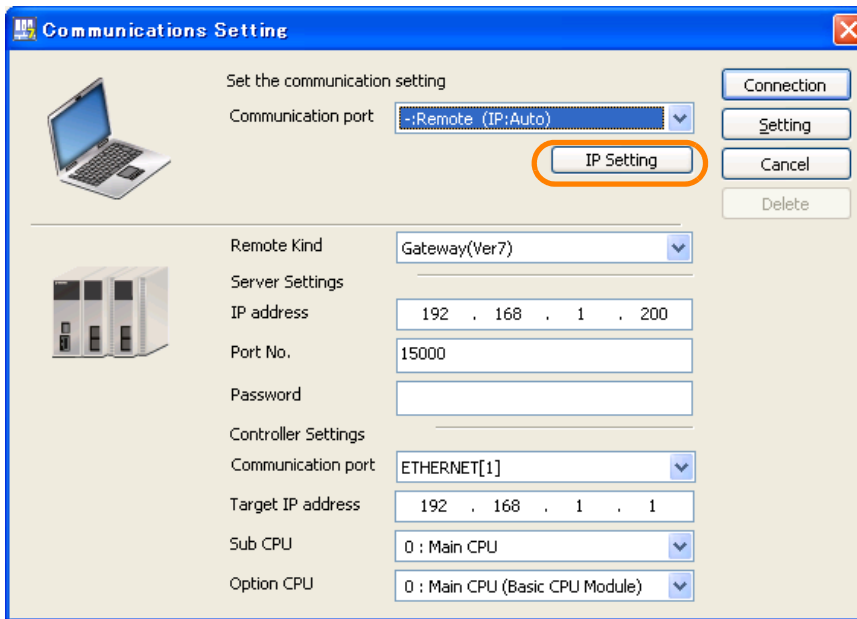 Communications Setting
Set the communication setting
Communication port -:Remote (IP:Auto)
IP Setting
Connection
Setting
Cancel
Delete
Remote Kind Gateway(Ver7)
Server Settings
IP address 192 . 168 . 1 . 200
Port No. 15000
Password
Controller Settings
Communication port ETHERNET[1]
Target IP address 192 . 168 . 1 . 1
Sub CPU 0 : Main CPU
Option CPU 0 : Main CPU (Basic CPU Module)